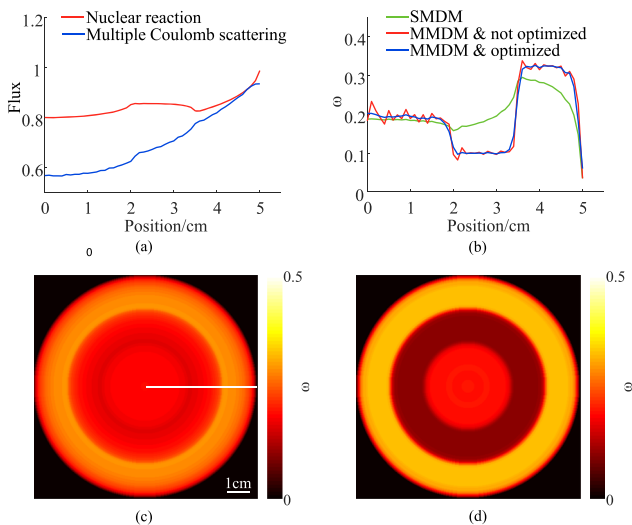 Nuclear reaction
Multiple Coulomb scattering
1.2
1
0.8
0.6
Flux
0 1 2 3 4 5
Position/cm
(a)
0
SMDM
MMDM & not optimized
MMDM & optimized
0.4
0.3
0.2
0.1
0
ω
0 1 2 3 4 5
Position/cm
(b)
0.5
ω
0
1cm
(c)
0.5
ω
0
(d)